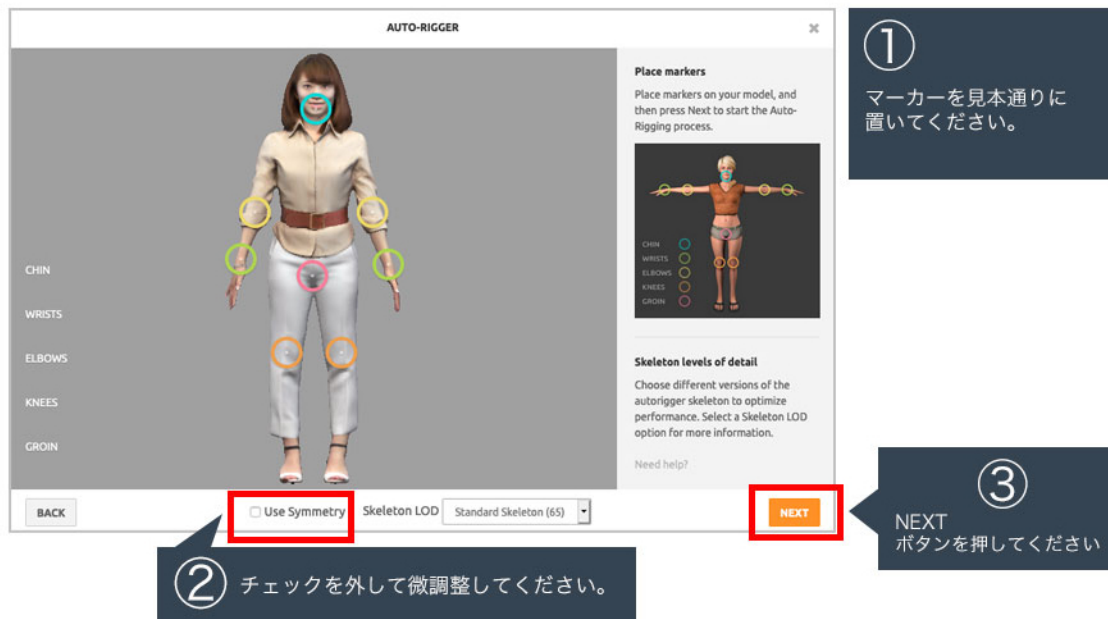 AUTO-RIGGER
Place markers
Place markers on your model, and
then press Next to start the Auto-
Rigging process.
CHIN
WRISTS
ELBOWS
KNEES
GROIN
CHIN
WRISTS
ELBOWS
KNEES
GROIN
Skeleton levels of detail
Choose different versions of the
autorigger skeleton to optimize
performance. Select a Skeleton LOD
option for more information.
Need help?
BACK
Use Symmetry
Skeleton LOD
Standard Skeleton (65)
NEXT
①
マーカーを見本通りに
置いてください。
②
チェックを外して微調整してください。
③
NEXT
ボタンを押してください